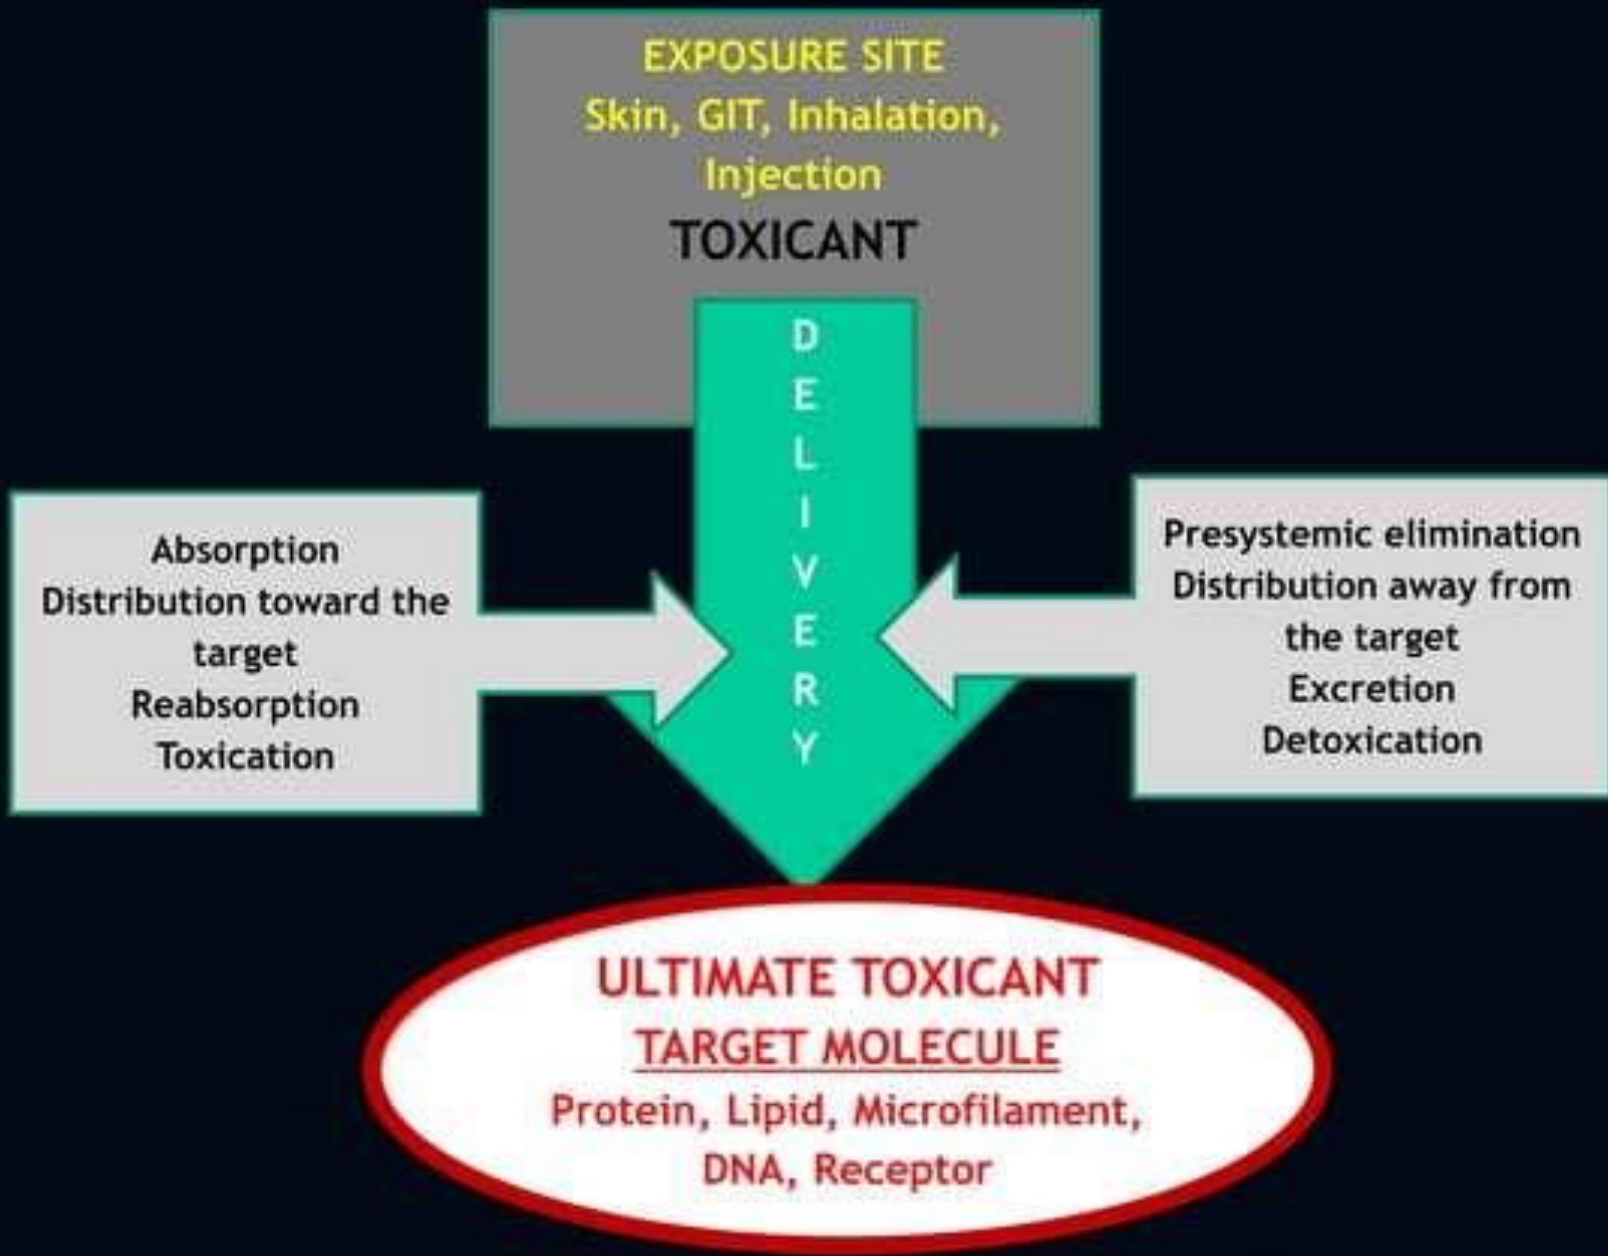 EXPOSURE SITE
Skin, GIT, Inhalation,
Injection
TOXICANT
DELIVERY
Absorption
Distribution toward the
target
Reabsorption
Toxication
Presystemic elimination
Distribution away from
the target
Excretion
Detoxication
ULTIMATE TOXICANT
TARGET MOLECULE
Protein, Lipid, Microfilament,
DNA, Receptor